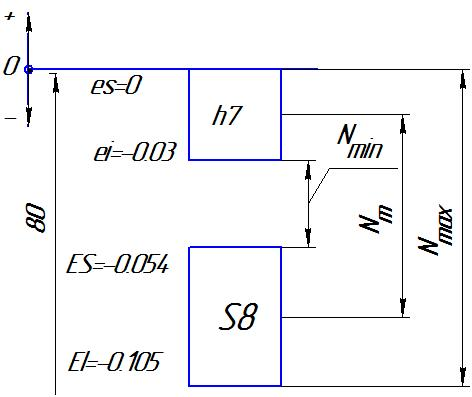 +
0
−
es=0
h7
ei=−0.03
N min
80
N m
N max
ES=−0.054
S8
EI=−0.105